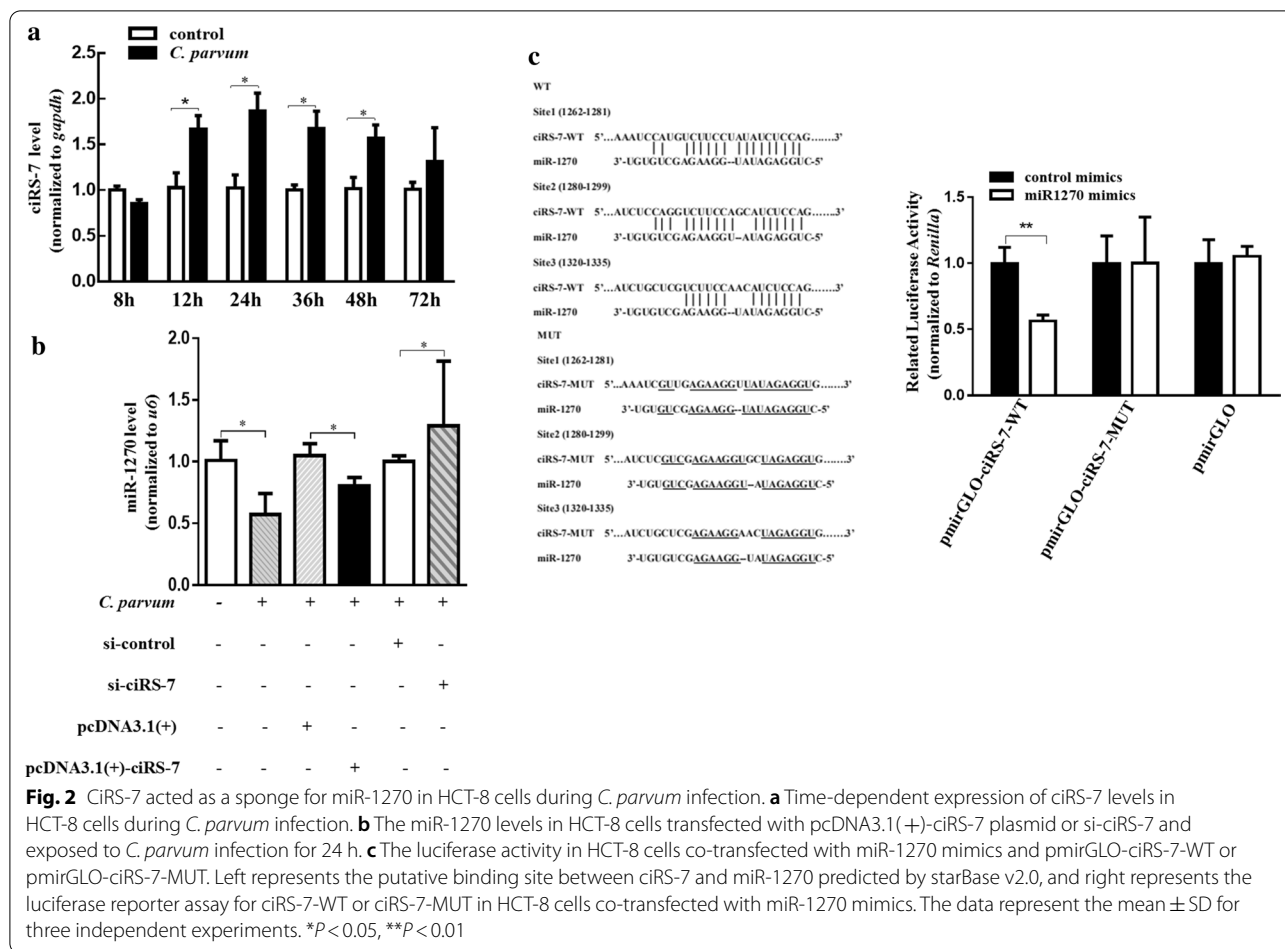 a
control
C. parvum
2.5
2.0
1.5
1.0
0.5
0.0
ciRS-7 level
(normalized to gapdh)
* * * *
8h 12h 24h 36h 48h 72h
b
2.0
1.5
1.0
0.5
0.0
miR-1270 level
(normalized to u6)
* * *
C. parvum - + + + + +
si-control - - - - + -
si-ciRS-7 - - - - - +
pcDNA3.1(+) - - + - - -
pcDNA3.1(+)-ciRS-7 - - - + - -
c
WT
Site1 (1262-1281)
ciRS-7-WT 5'...AAAUCCAUGUCUUCCUAUAUCUCCAG.......3'
miR-1270 3'-UGUGUCGAGAAGG--UAUAGAGGUC-5'
Site2 (1280-1299)
ciRS-7-WT 5'...AUCUCCAGGUCUUCCAGCAUCUCCAG.......3'
miR-1270 3'-UGUGUCGAGAAGGU--AUAGAGGUC-5'
Site3 (1320-1335)
ciRS-7-WT 5'...AUCUGCUCGUCUUCCAACAUCUCCAG.......3'
miR-1270 3'-UGUGUCGAGAAGG--UAUAGAGGUC-5'
MUT
Site1 (1262-1281)
ciRS-7-MUT 5'...AAAUCGUUGAGAAGGUUAUAGAGGUG.......3'
miR-1270 3'-UGUGUCGAGAAGG--UAUAGAGGUC-5'
Site2 (1280-1299)
ciRS-7-MUT 5'...AUCUCGUCGAGAAGGUGCUAGAGGUG.......3'
miR-1270 3'-UGUGUCGAGAAGGU--AUAGAGGUC-5'
Site3 (1320-1335)
ciRS-7-MUT 5'...AUCUGCUCGAGAAGGAACUAGAGGUG.......3'
miR-1270 3'-UGUGUCGAGAAGG--UAUAGAGGUC-5'
control mimics
miR1270 mimics
1.5
1.0
0.5
0.0
Related Luciferase Activity
(normalized to Renilla)
**
pmirGLO-ciRS-7-WT
pmirGLO-ciRS-7-MUT
pmirGLO
Fig. 2 CiRS-7 acted as a sponge for miR-1270 in HCT-8 cells during C. parvum infection. a Time-dependent expression of ciRS-7 levels in
HCT-8 cells during C. parvum infection. b The miR-1270 levels in HCT-8 cells transfected with pcDNA3.1(+)-ciRS-7 plasmid or si-ciRS-7 and
exposed to C. parvum infection for 24 h. c The luciferase activity in HCT-8 cells co-transfected with miR-1270 mimics and pmirGLO-ciRS-7-WT or
pmirGLO-ciRS-7-MUT. Left represents the putative binding site between ciRS-7 and miR-1270 predicted by starBase v2.0, and right represents the
luciferase reporter assay for ciRS-7-WT or ciRS-7-MUT in HCT-8 cells co-transfected with miR-1270 mimics. The data represent the mean ± SD for
three independent experiments. *P < 0.05, **P < 0.01